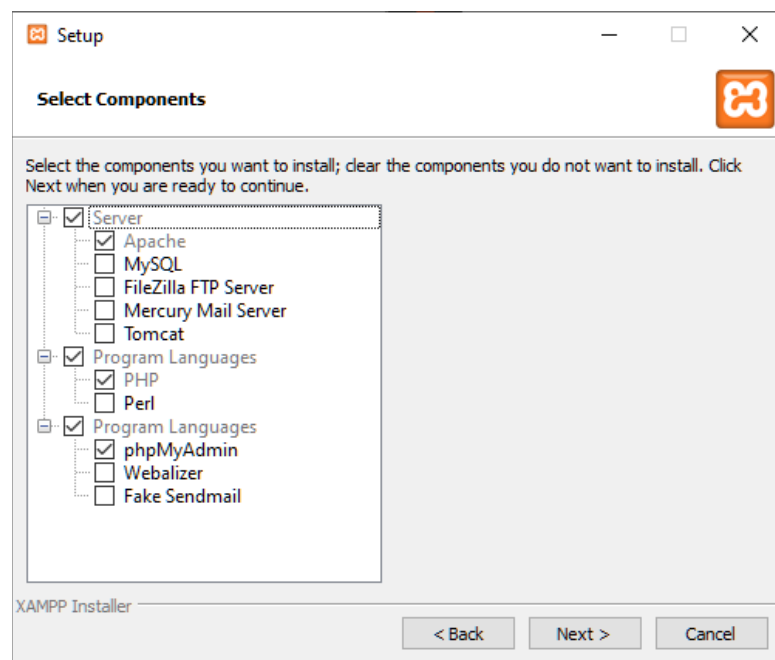 Setup
Select Components
Select the components you want to install; clear the components you do not want to install. Click
Next when you are ready to continue.
Server
Apache
MySQL
FileZilla FTP Server
Mercury Mail Server
Tomcat
Program Languages
PHP
Perl
Program Languages
phpMyAdmin
Webalizer
Fake Sendmail
XAMPP Installer
< Back Next > Cancel